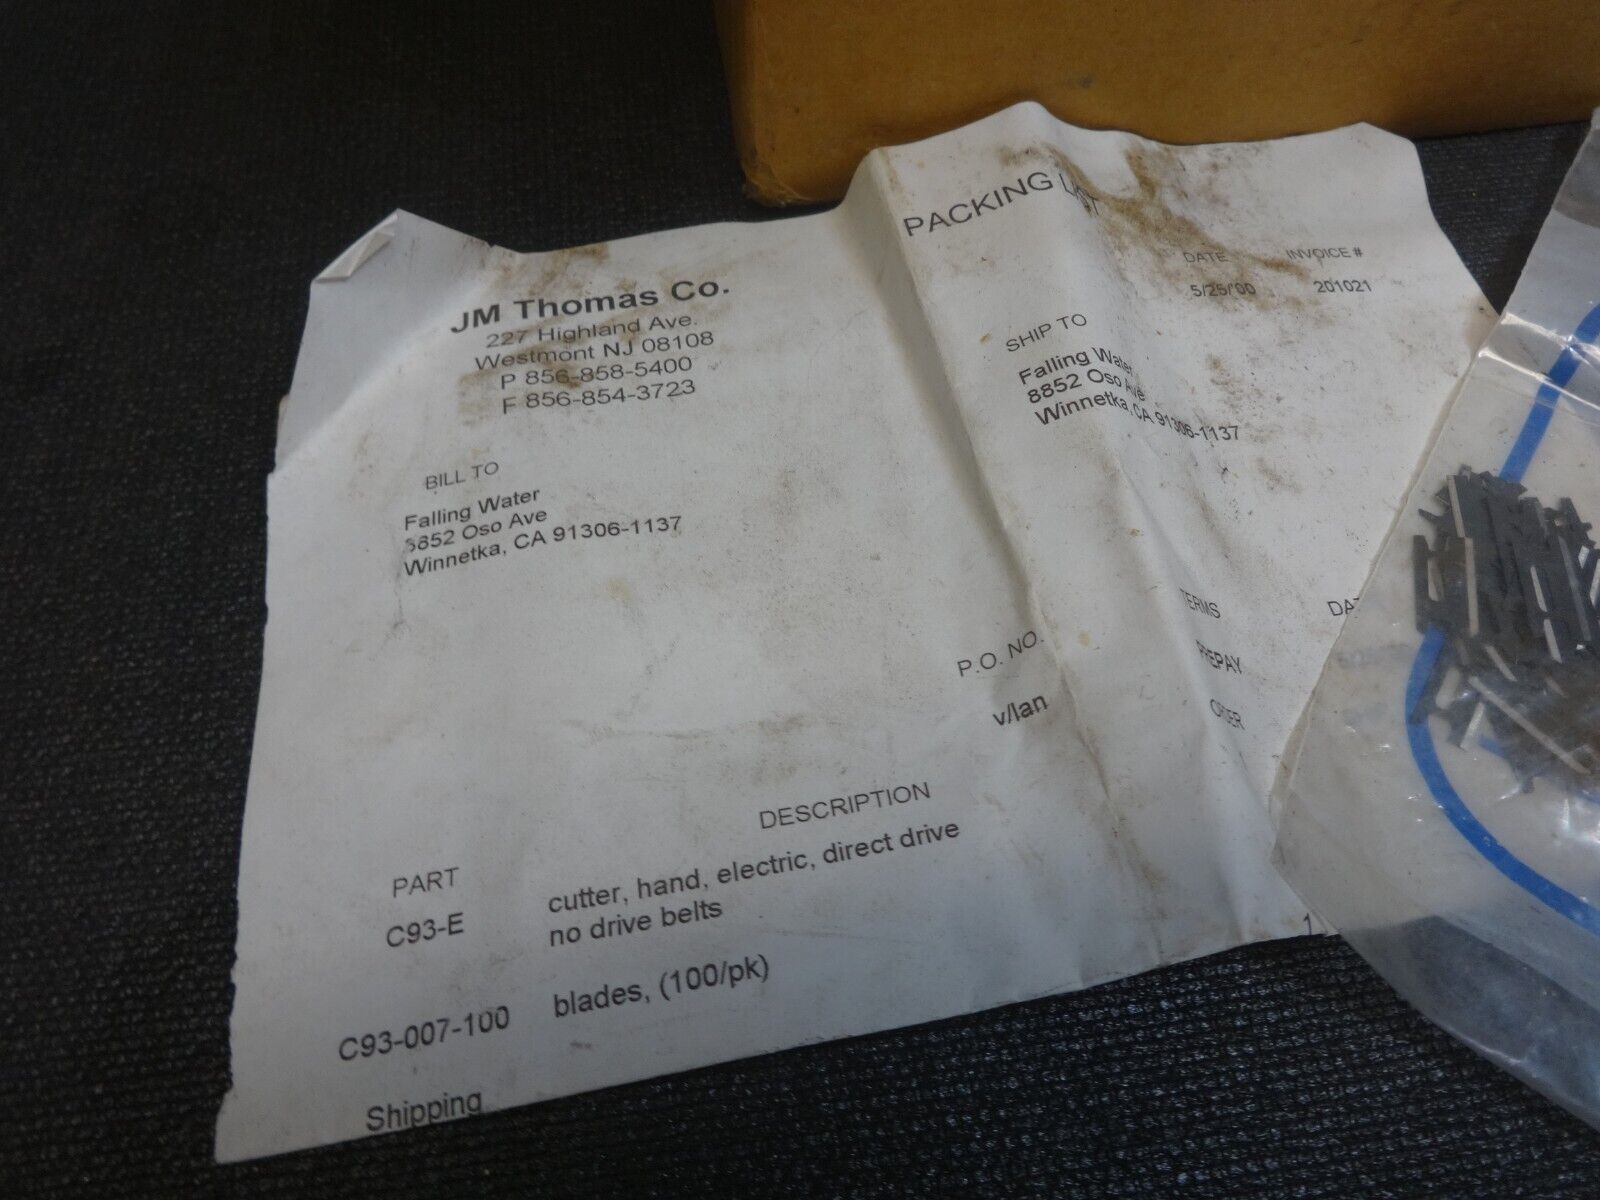 PACKING LIST
JM Thomas Co.
227 Highland Ave.
Westmont NJ 08108
P 856-858-5400
F 856-854-3723
DATE INVOICE #
5/25/00 201021
BILL TO
Falling Water
8852 Oso Ave
Winnetka, CA 91306-1137
SHIP TO
Falling Water
8852 Oso Ave
Winnetka, CA 91306-1137
P.O. NO. TERMS
v/Ian PREPAY
ORDER
PART DESCRIPTION
C93-E cutter, hand, electric, direct drive
no drive belts
1
C93-007-100 blades, (100/pk)
Shipping